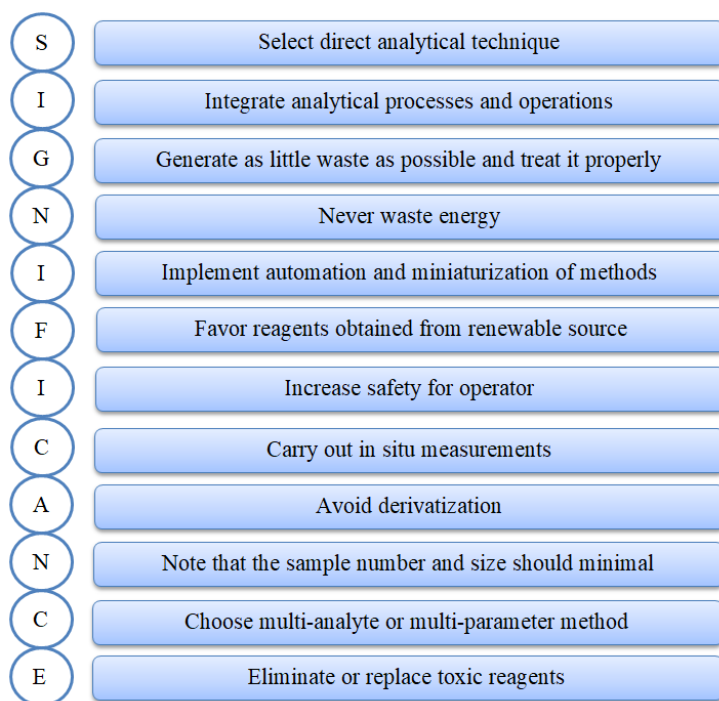 S Select direct analytical technique
I Integrate analytical processes and operations
G Generate as little waste as possible and treat it properly
N Never waste energy
I Implement automation and miniaturization of methods
F Favor reagents obtained from renewable source
I Increase safety for operator
C Carry out in situ measurements
A Avoid derivatization
N Note that the sample number and size should minimal
C Choose multi-analyte or multi-parameter method
E Eliminate or replace toxic reagents